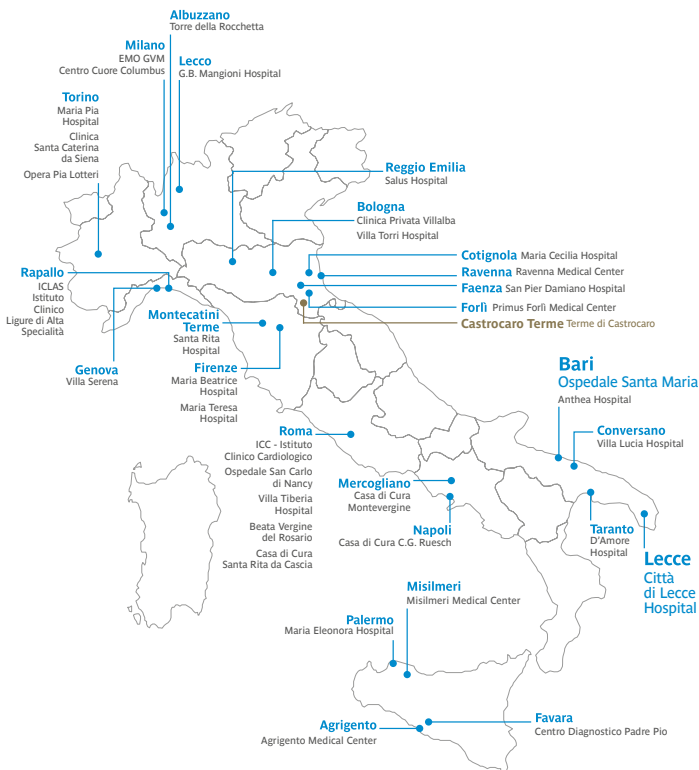 Albuzzano
Torre della Rocchetta
Milano
EMO GVM
Centro Cuore Columbus
Lecco
G.B. Mangioni Hospital
Torino
Maria Pia
Hospital
Clinica
Santa Caterina
da Siena
Opera Pia Lotteri
Reggio Emilia
Salus Hospital
Bologna
Clinica Privata Villalba
Villa Torri Hospital
Cotignola Maria Cecilia Hospital
Ravenna Ravenna Medical Center
Faenza San Pier Damiano Hospital
Forlì Primus Forlì Medical Center
Castrocaro Terme Terme di Castrocaro
Rapallo
ICLAS
Istituto
Clinico
Ligure di Alta
Specialità
Genova
Villa Serena
Montecatini
Terme
Santa Rita
Hospital
Firenze
Maria Beatrice
Hospital
Maria Teresa
Hospital
Bari
Ospedale Santa Maria
Anthea Hospital
Conversano
Villa Lucia Hospital
Roma
ICC - Istituto
Clinico Cardiologico
Ospedale San Carlo
di Nancy
Villa Tiberia
Hospital
Beata Vergine
del Rosario
Casa di Cura
Santa Rita da Cascia
Mercogliano
Casa di Cura
Montevergine
Napoli
Casa di Cura C.G. Ruesch
Taranto
D'Amore
Hospital
Lecce
Città
di Lecce
Hospital
Misilmeri
Misilmeri Medical Center
Palermo
Maria Eleonora Hospital
Agrigento
Agrigento Medical Center
Favara
Centro Diagnostico Padre Pio